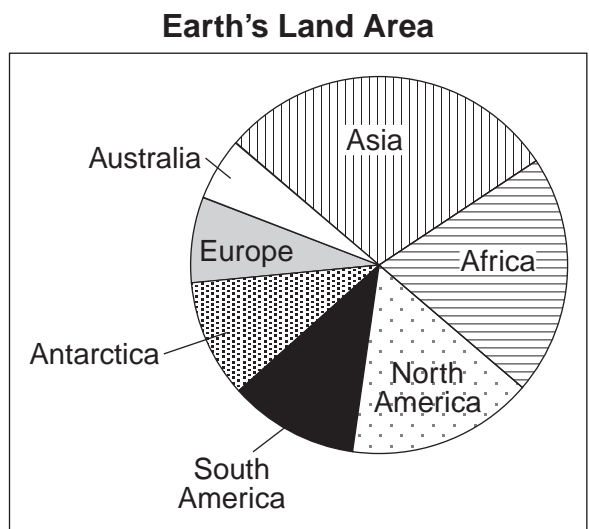 Earth’s Land Area
Asia
Australia
Europe
Africa
Antarctica
North
America
South
America